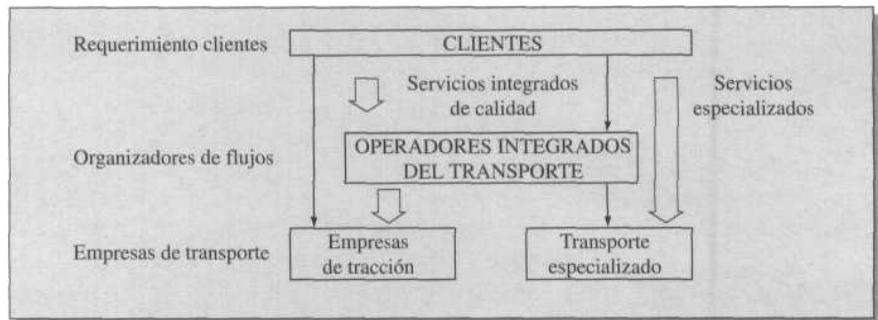 Requerimiento clientes
CLIENTES
Servicios integrados
de calidad
Servicios
especializados
Organizadores de flujos
OPERADORES INTEGRADOS
DEL TRANSPORTE
Empresas de transporte
Empresas
de tracción
Transporte
especializado